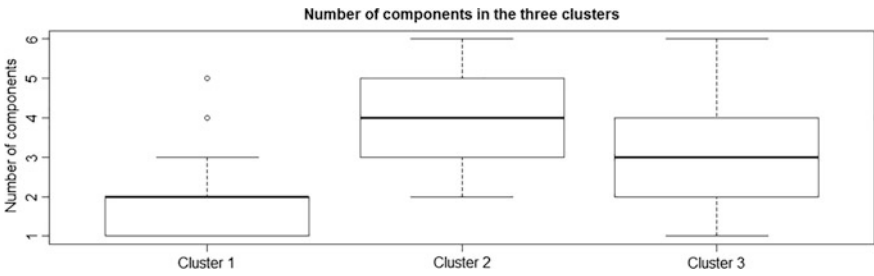 Number of components in the three clusters
Number of components
6
5
4
3
2
1
Cluster 1 Cluster 2 Cluster 3